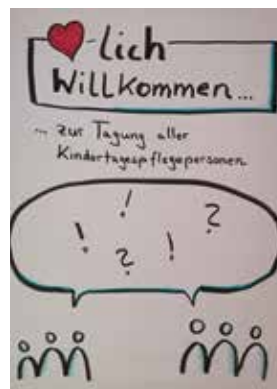 lich
Willkommen...
... zur Tagung aller
Kindertagespflegepersonen
!
?
! !
?